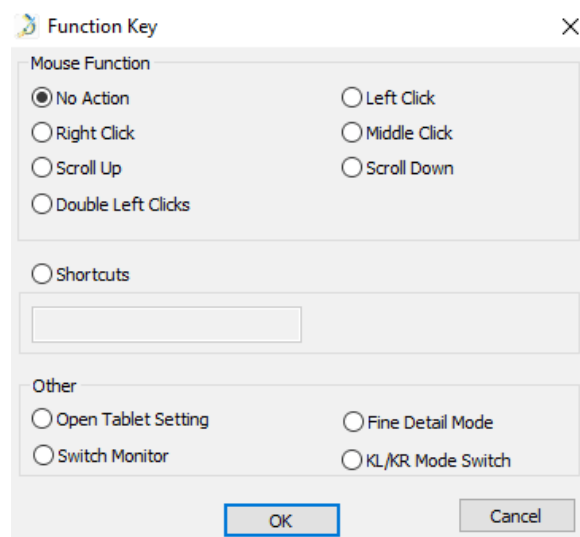 Function Key
Mouse Function
No Action
Left Click
Right Click
Middle Click
Scroll Up
Scroll Down
Double Left Clicks
Shortcuts
Other
Open Tablet Setting
Fine Detail Mode
Switch Monitor
KL/KR Mode Switch
OK
Cancel